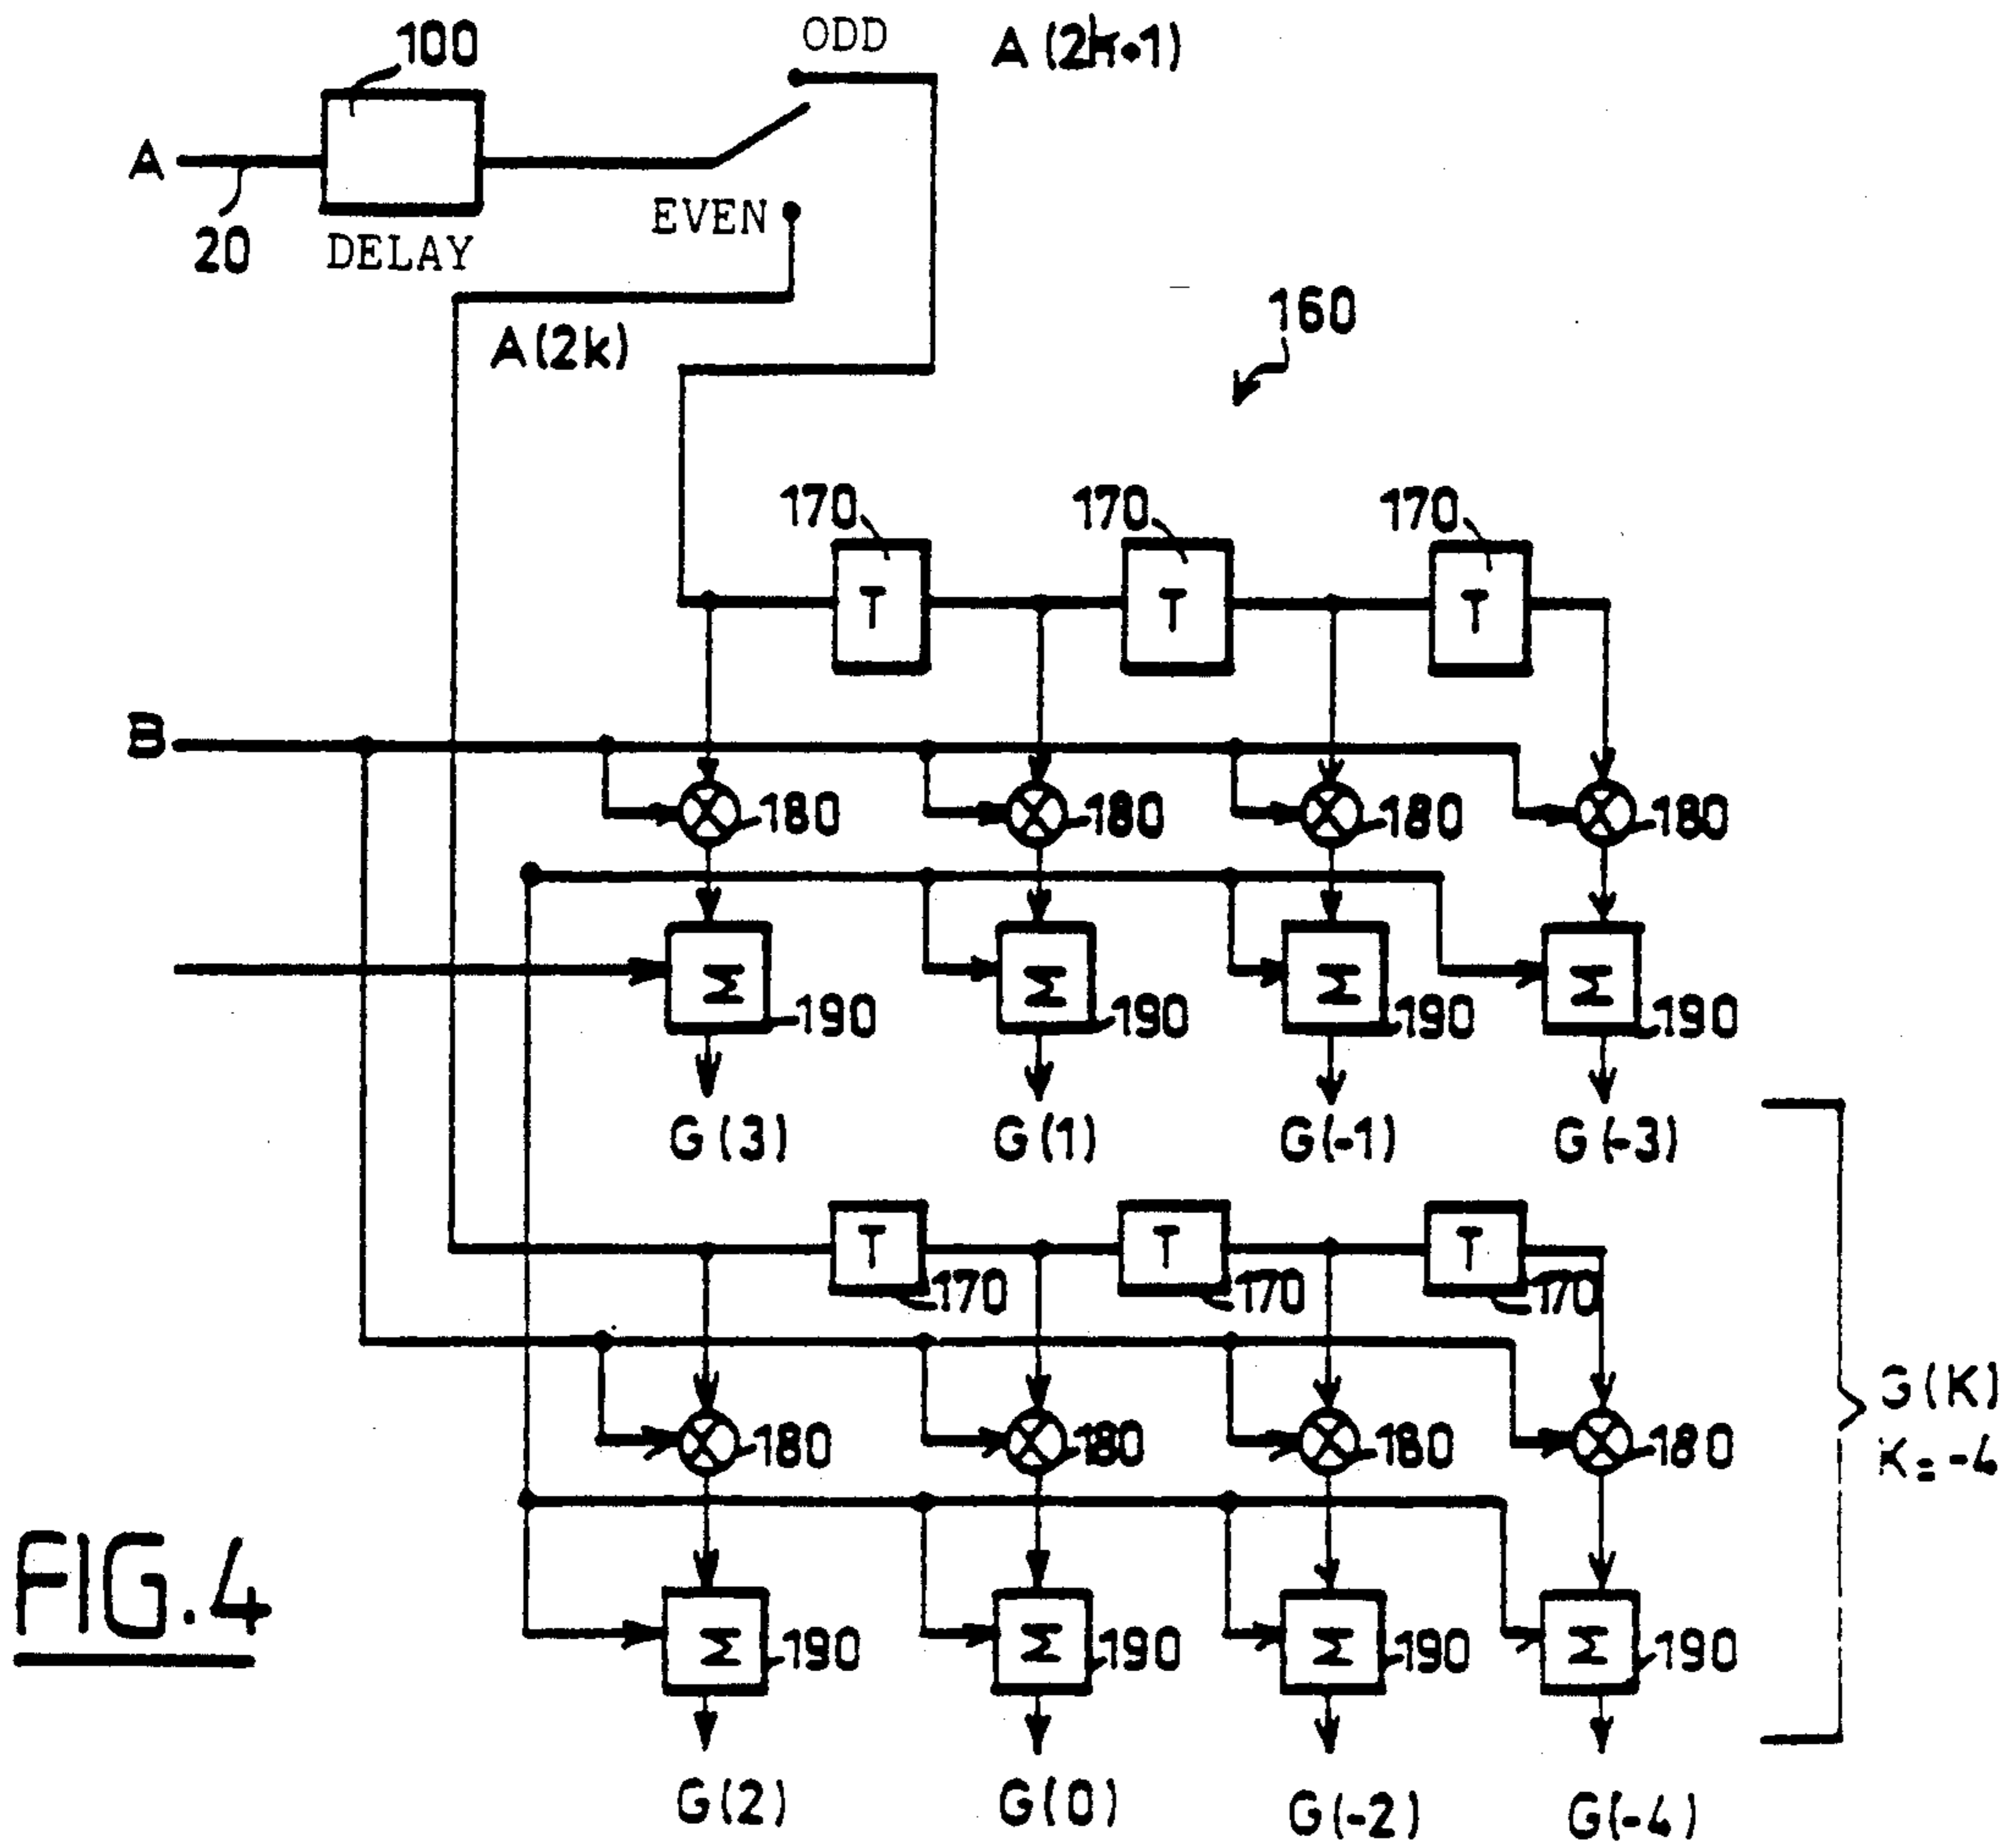 ODD
A(2k+1)
100
A
EVEN
20
DELAY
160
A(2k)
170 170 170
T T T
B
180 180 180 180
Σ Σ Σ Σ
190 190 190 190
G(3) G(1) G(-1) G(-3)
T T T
170 170 170
G(K)
180 180 180 180
K=-4
FIG.4
Σ Σ Σ Σ
190 190 190 190
G(2) G(0) G(-2) G(-4)